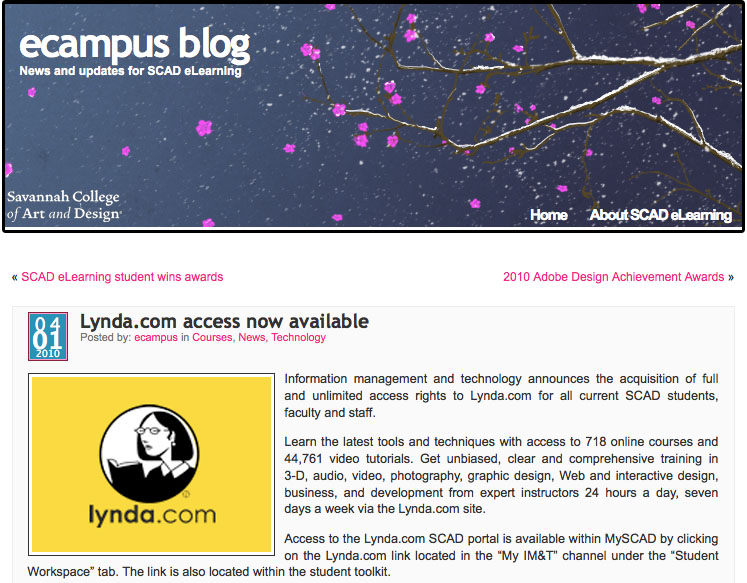 ecampus blog
News and updates for SCAD eLearning
Savannah College
of Art and Design®
Home About SCAD eLearning
« SCAD eLearning student wins awards
2010 Adobe Design Achievement Awards »
04
01
2010
Lynda.com access now available
Posted by: ecampus in Courses, News, Technology
lynda.com
Information management and technology announces the acquisition of full
and unlimited access rights to Lynda.com for all current SCAD students,
faculty and staff.
Learn the latest tools and techniques with access to 718 online courses and
44,761 video tutorials. Get unbiased, clear and comprehensive training in
3-D, audio, video, photography, graphic design, Web and interactive design,
business, and development from expert instructors 24 hours a day, seven
days a week via the Lynda.com site.
Access to the Lynda.com SCAD portal is available within MySCAD by clicking
on the Lynda.com link located in the “My IM&T” channel under the “Student
Workspace” tab. The link is also located within the student toolkit.